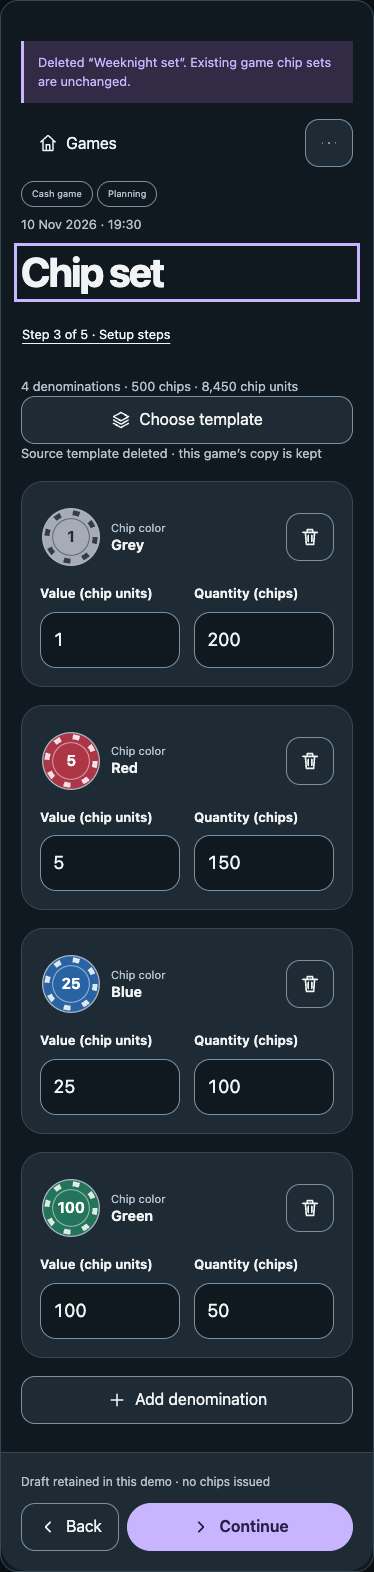 Deleted “Weeknight set”. Existing game chip sets
are unchanged.
Games
Cash game
Planning
10 Nov 2026 · 19:30
Chip set
Step 3 of 5 · Setup steps
4 denominations · 500 chips · 8,450 chip units
Choose template
Source template deleted · this game’s copy is kept
1
Chip color
Grey
Value (chip units)
Quantity (chips)
1
200
5
Chip color
Red
Value (chip units)
Quantity (chips)
5
150
25
Chip color
Blue
Value (chip units)
Quantity (chips)
25
100
100
Chip color
Green
Value (chip units)
Quantity (chips)
100
50
Add denomination
Draft retained in this demo · no chips issued
Back
Continue